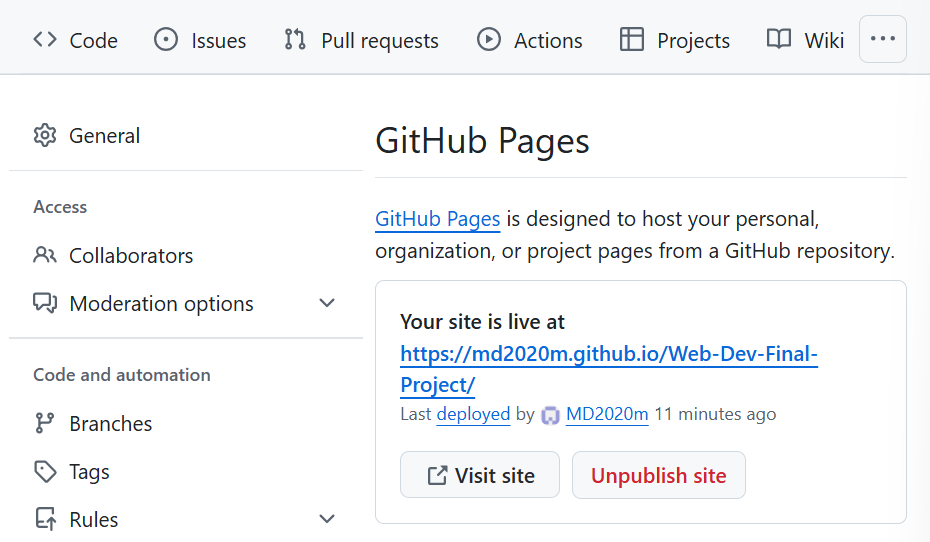 Code Issues Pull requests Actions Projects Wiki
General
Access
Collaborators
Moderation options
Code and automation
Branches
Tags
Rules
GitHub Pages
GitHub Pages is designed to host your personal,
organization, or project pages from a GitHub repository.
Your site is live at
https://md2020m.github.io/Web-Dev-Final-
Project/
Last deployed by MD2020m 11 minutes ago
Visit site Unpublish site